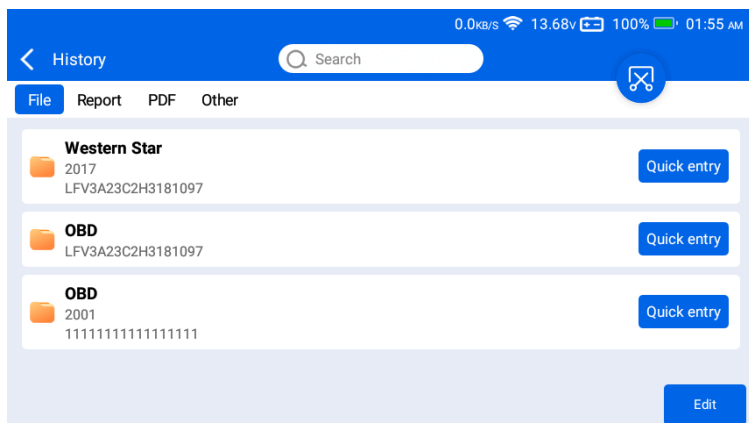 0.0KB/S 13.68V 100% 01:55 AM
History
Search
File Report PDF Other
Western Star
2017
LFV3A23C2H3181097
Quick entry
OBD
LFV3A23C2H3181097
Quick entry
OBD
2001
11111111111111111
Quick entry
Edit